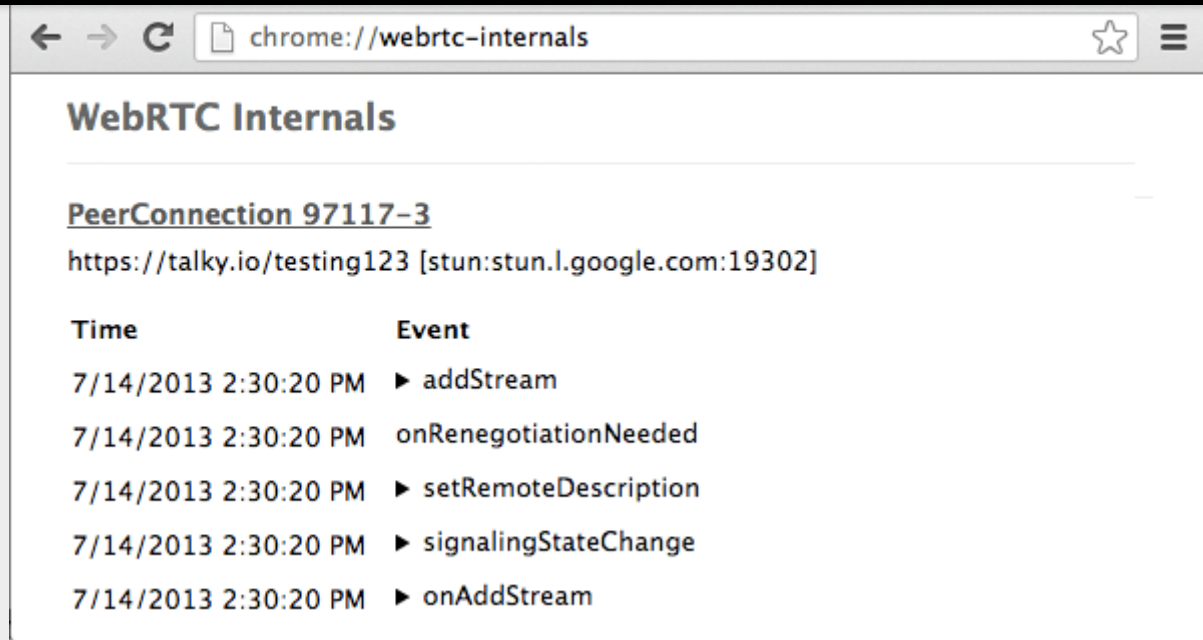 chrome://webrtc-internals
WebRTC Internals
PeerConnection 97117-3
https://talky.io/testing123 [stun:stun.l.google.com:19302]
Time Event
7/14/2013 2:30:20 PM ▶ addStream
7/14/2013 2:30:20 PM onRenegotiationNeeded
7/14/2013 2:30:20 PM ▶ setRemoteDescription
7/14/2013 2:30:20 PM ▶ signalingStateChange
7/14/2013 2:30:20 PM ▶ onAddStream